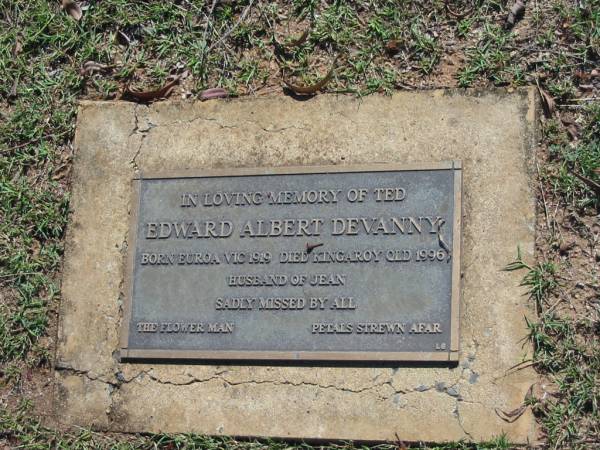 IN LOVING MEMORY OF TED
EDWARD ALBERT DEVANNY
BORN EUROA VIC 1919 DIED KINGAROY QLD 1996
HUSBAND OF JEAN
SADLY MISSED BY ALL
THE FLOWER MAN PETALS STREWN AFAR